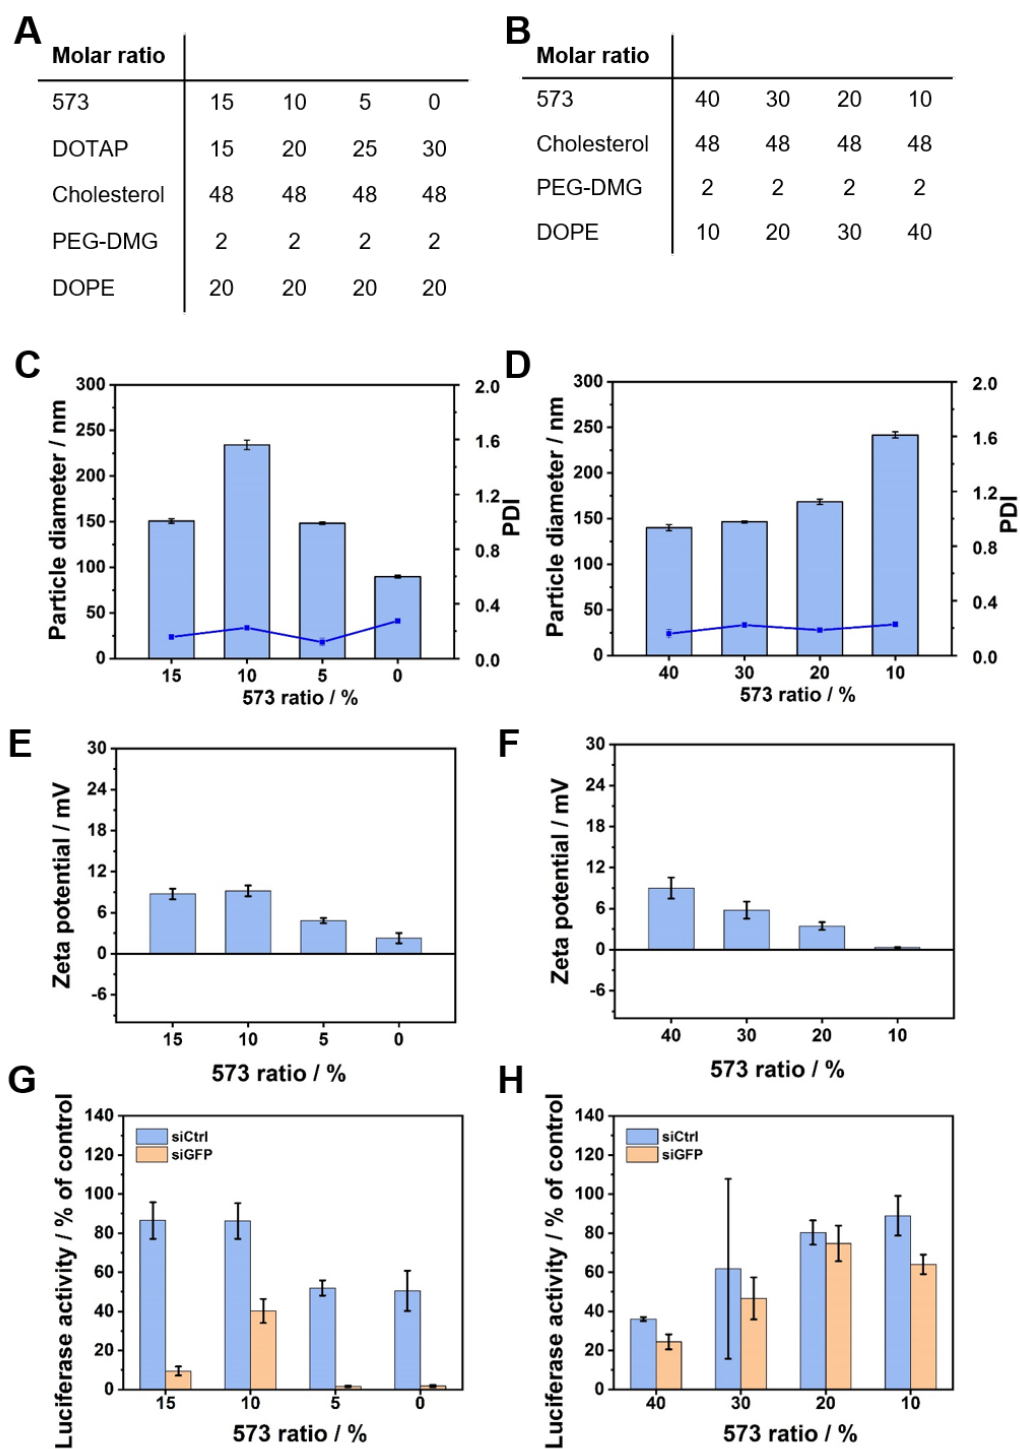 A
Molar ratio
573 15 10 5 0
DOTAP 15 20 25 30
Cholesterol 48 48 48 48
PEG-DMG 2 2 2 2
DOPE 20 20 20 20
B
Molar ratio
573 40 30 20 10
Cholesterol 48 48 48 48
PEG-DMG 2 2 2 2
DOPE 10 20 30 40
C
Particle diameter / nm
300
250
200
150
100
50
0
2.0
1.6
1.2
0.8
0.4
0.0
PDI
15 10 5 0
573 ratio / %
D
Particle diameter / nm
300
250
200
150
100
50
0
2.0
1.6
1.2
0.8
0.4
0.0
PDI
40 30 20 10
573 ratio / %
E
Zeta potential / mV
30
24
18
12
6
0
-6
15 10 5 0
573 ratio / %
F
Zeta potential / mV
30
24
18
12
6
0
-6
40 30 20 10
573 ratio / %
G
Luciferase activity / % of control
140
120
100
80
60
40
20
0
siCtrl
siGFP
15 10 5 0
573 ratio / %
H
Luciferase activity / % of control
140
120
100
80
60
40
20
0
siCtrl
siGFP
40 30 20 10
573 ratio / %